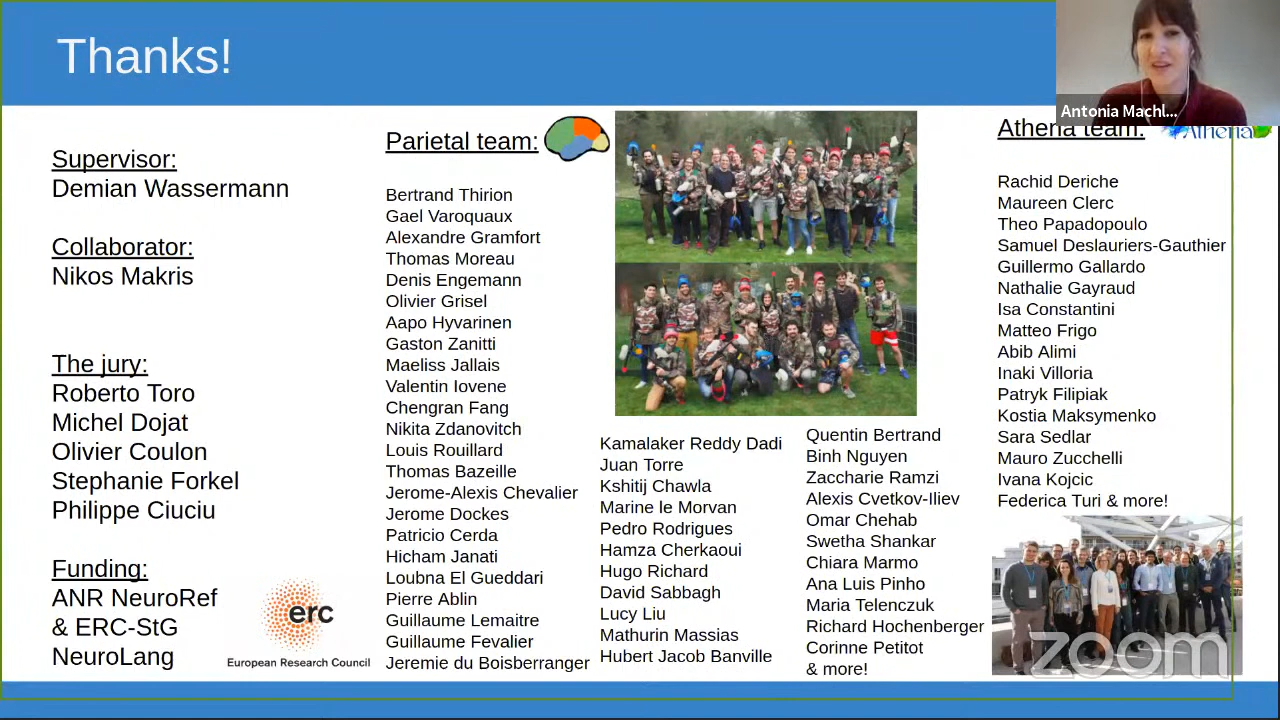 Thanks!
Antonia Machl...
Supervisor:
Demian Wassermann
Collaborator:
Nikos Makris
The jury:
Roberto Toro
Michel Dojat
Olivier Coulon
Stephanie Forkel
Philippe Ciuciu
Funding:
ANR NeuroRef
& ERC-StG
NeuroLang
erc
European Research Council
Parietal team:
Bertrand Thirion
Gael Varoquaux
Alexandre Gramfort
Thomas Moreau
Denis Engemann
Olivier Grisel
Aapo Hyvarinen
Gaston Zanitti
Maeliss Jallais
Valentin Iovene
Chengran Fang
Nikita Zdanovitch
Louis Rouillard
Thomas Bazeille
Jerome-Alexis Chevalier
Jerome Dockes
Patricio Cerda
Hicham Janati
Loubna El Gueddari
Pierre Ablin
Guillaume Lemaitre
Guillaume Fevalier
Jeremie du Boisberranger
Kamalaker Reddy Dadi
Juan Torre
Kshitij Chawla
Marine le Morvan
Pedro Rodrigues
Hamza Cherkaoui
Hugo Richard
David Sabbagh
Lucy Liu
Mathurin Massias
Hubert Jacob Banville
Quentin Bertrand
Binh Nguyen
Zaccharie Ramzi
Alexis Cvetkov-Iliev
Omar Chehab
Swetha Shankar
Chiara Marmo
Ana Luis Pinho
Maria Telenczuk
Richard Hochenberger
Corinne Petitot
& more!
Athena team:
Athena
Rachid Deriche
Maureen Clerc
Theo Papadopoulo
Samuel Deslauriers-Gauthier
Guillermo Gallardo
Nathalie Gayraud
Isa Constantini
Matteo Frigo
Abib Alimi
Inaki Villoria
Patryk Filipiak
Kostia Maksymenko
Sara Sedlar
Mauro Zucchelli
Ivana Kojcic
Federica Turi & more!
zoom